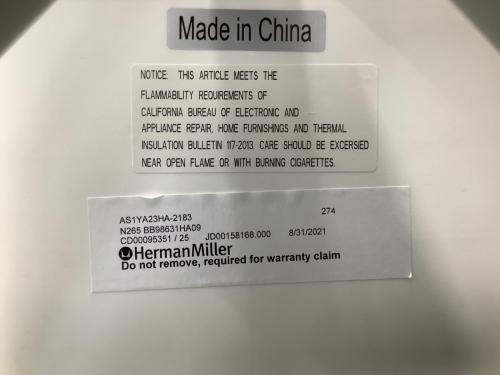 Made in China
NOTICE: THIS ARTICLE MEETS THE
FLAMMABILITY REQUIREMENTS OF
CALIFORNIA BUREAU OF ELECTRONIC AND
APPLIANCE REPAIR, HOME FURNISHINGS AND THERMAL
INSULATION BULLETIN 117-2013. CARE SHOULD BE EXCERSIED
NEAR OPEN FLAME OR WITH BURNING CIGARETTES.
AS1YA23HA-2183 274
N265 BB98631HA09
CD00095351 / 25 JD00158168.000 8/31/2021
HermanMiller
Do not remove, required for warranty claim